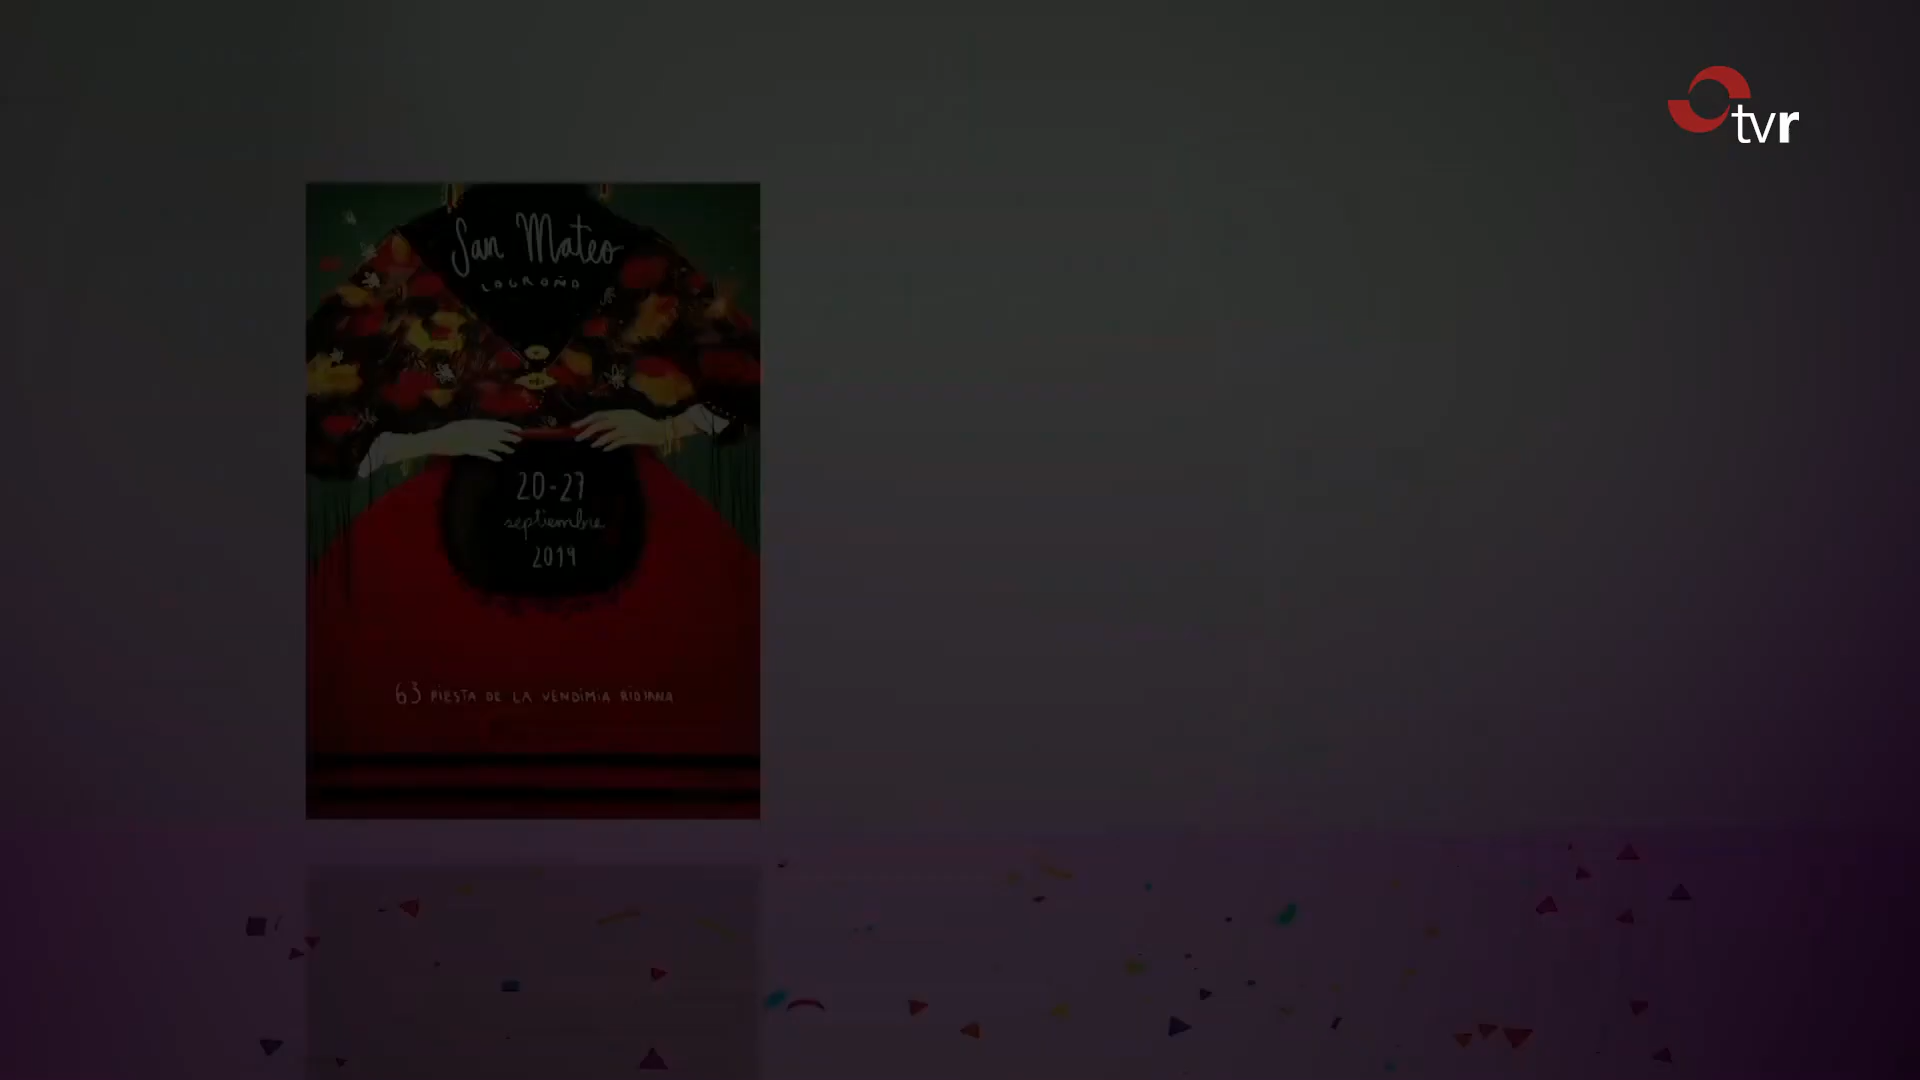 tvr
San Mateo
LOGROÑO
20-27
septiembre
2019
63 FIESTA DE LA VENDIMIA RIOJANA